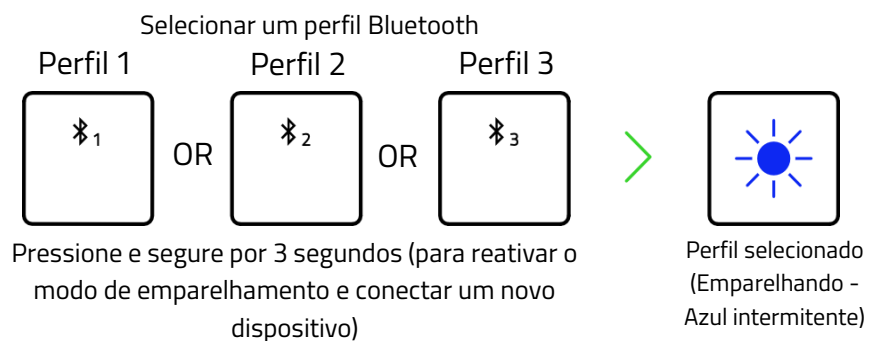 Selecionar um perfil Bluetooth
Perfil 1 Perfil 2 Perfil 3
1 OR 2 OR 3
Pressione e segure por 3 segundos (para reativar o
modo de emparelhamento e conectar um novo
dispositivo)
Perfil selecionado
(Emparelhando -
Azul intermitente)